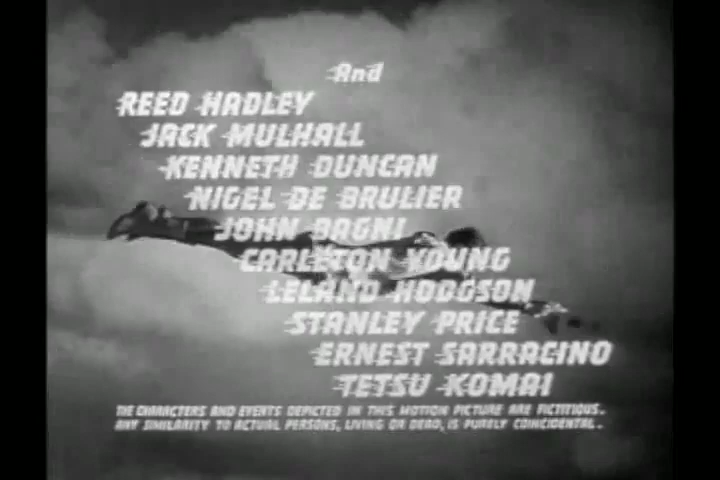 And
REED HADLEY
JACK MULHALL
KENNETH DUNCAN
NIGEL DE BRULIER
JOHN BAGNI
CARLETON YOUNG
LELAND HODGSON
STANLEY PRICE
ERNEST SARRACINO
TETSU KOMAI
THE CHARACTERS AND EVENTS DEPICTED IN THIS MOTION PICTURE ARE FICTITIOUS.
ANY SIMILARITY TO ACTUAL PERSONS, LIVING OR DEAD, IS PURELY COINCIDENTAL.